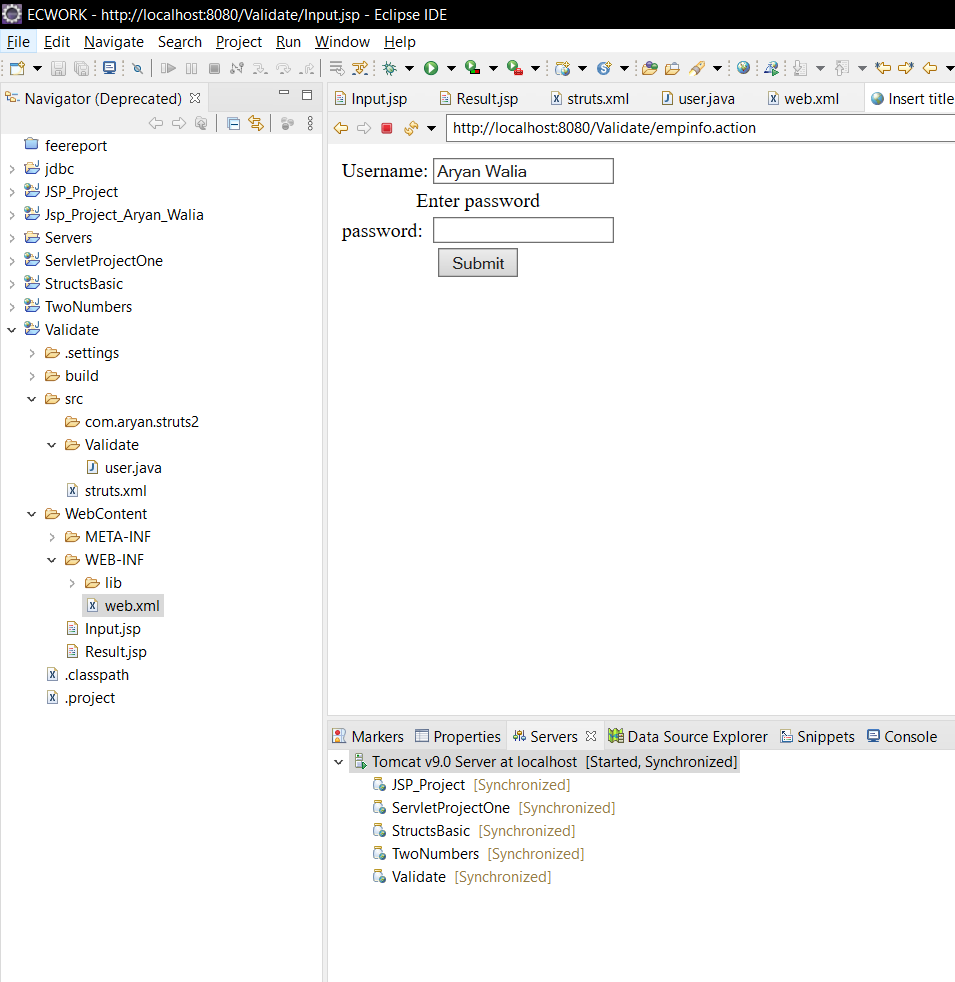 ECWORK - http://localhost:8080/Validate/Input.jsp - Eclipse IDE
File Edit Navigate Search Project Run Window Help
Navigator (Deprecated)
feereport
jdbc
JSP_Project
Jsp_Project_Aryan_Walia
Servers
ServletProjectOne
StructsBasic
TwoNumbers
Validate
.settings
build
src
com.aryan.struts2
Validate
user.java
struts.xml
WebContent
META-INF
WEB-INF
lib
web.xml
Input.jsp
Result.jsp
.classpath
.project
Input.jsp Result.jsp struts.xml user.java web.xml Insert title
http://localhost:8080/Validate/empinfo.action
Username: Aryan Walia
Enter password
password:
Submit
Markers Properties Servers Data Source Explorer Snippets Console
Tomcat v9.0 Server at localhost [Started, Synchronized]
JSP_Project [Synchronized]
ServletProjectOne [Synchronized]
StructsBasic [Synchronized]
TwoNumbers [Synchronized]
Validate [Synchronized]